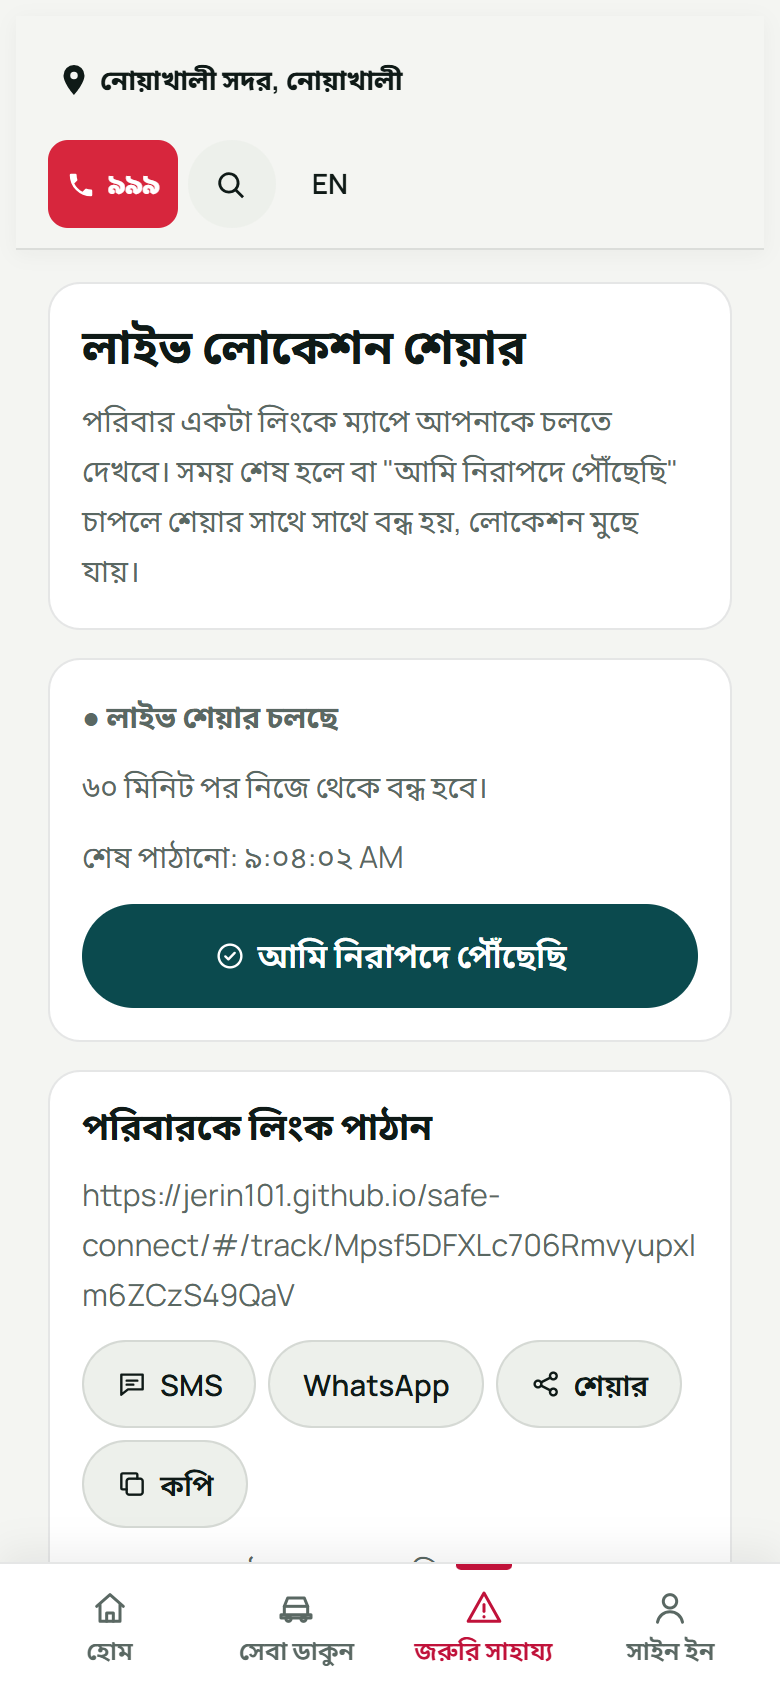 নোয়াখালী সদর, নোয়াখালী
৯৯৯
EN
লাইভ লোকেশন শেয়ার
পরিবার একটা লিংকে ম্যাপে আপনাকে চলতে
দেখবে। সময় শেষ হলে বা "আমি নিরাপদে পৌঁছেছি"
চাপলে শেয়ার সাথে সাথে বন্ধ হয়, লোকেশন মুছে
যায়।
● লাইভ শেয়ার চলছে
৬০ মিনিট পর নিজে থেকে বন্ধ হবে।
শেষ পাঠানো: ৯:০৪:০২ AM
আমি নিরাপদে পৌঁছেছি
পরিবারকে লিংক পাঠান
https://jerin101.github.io/safe-
connect/#/track/Mpsf5DFXLc706Rmvyupxl
m6ZCzS49QaV
SMS
WhatsApp
শেয়ার
কপি
হোম
সেবা ডাকুন
জরুরি সাহায্য
সাইন ইন